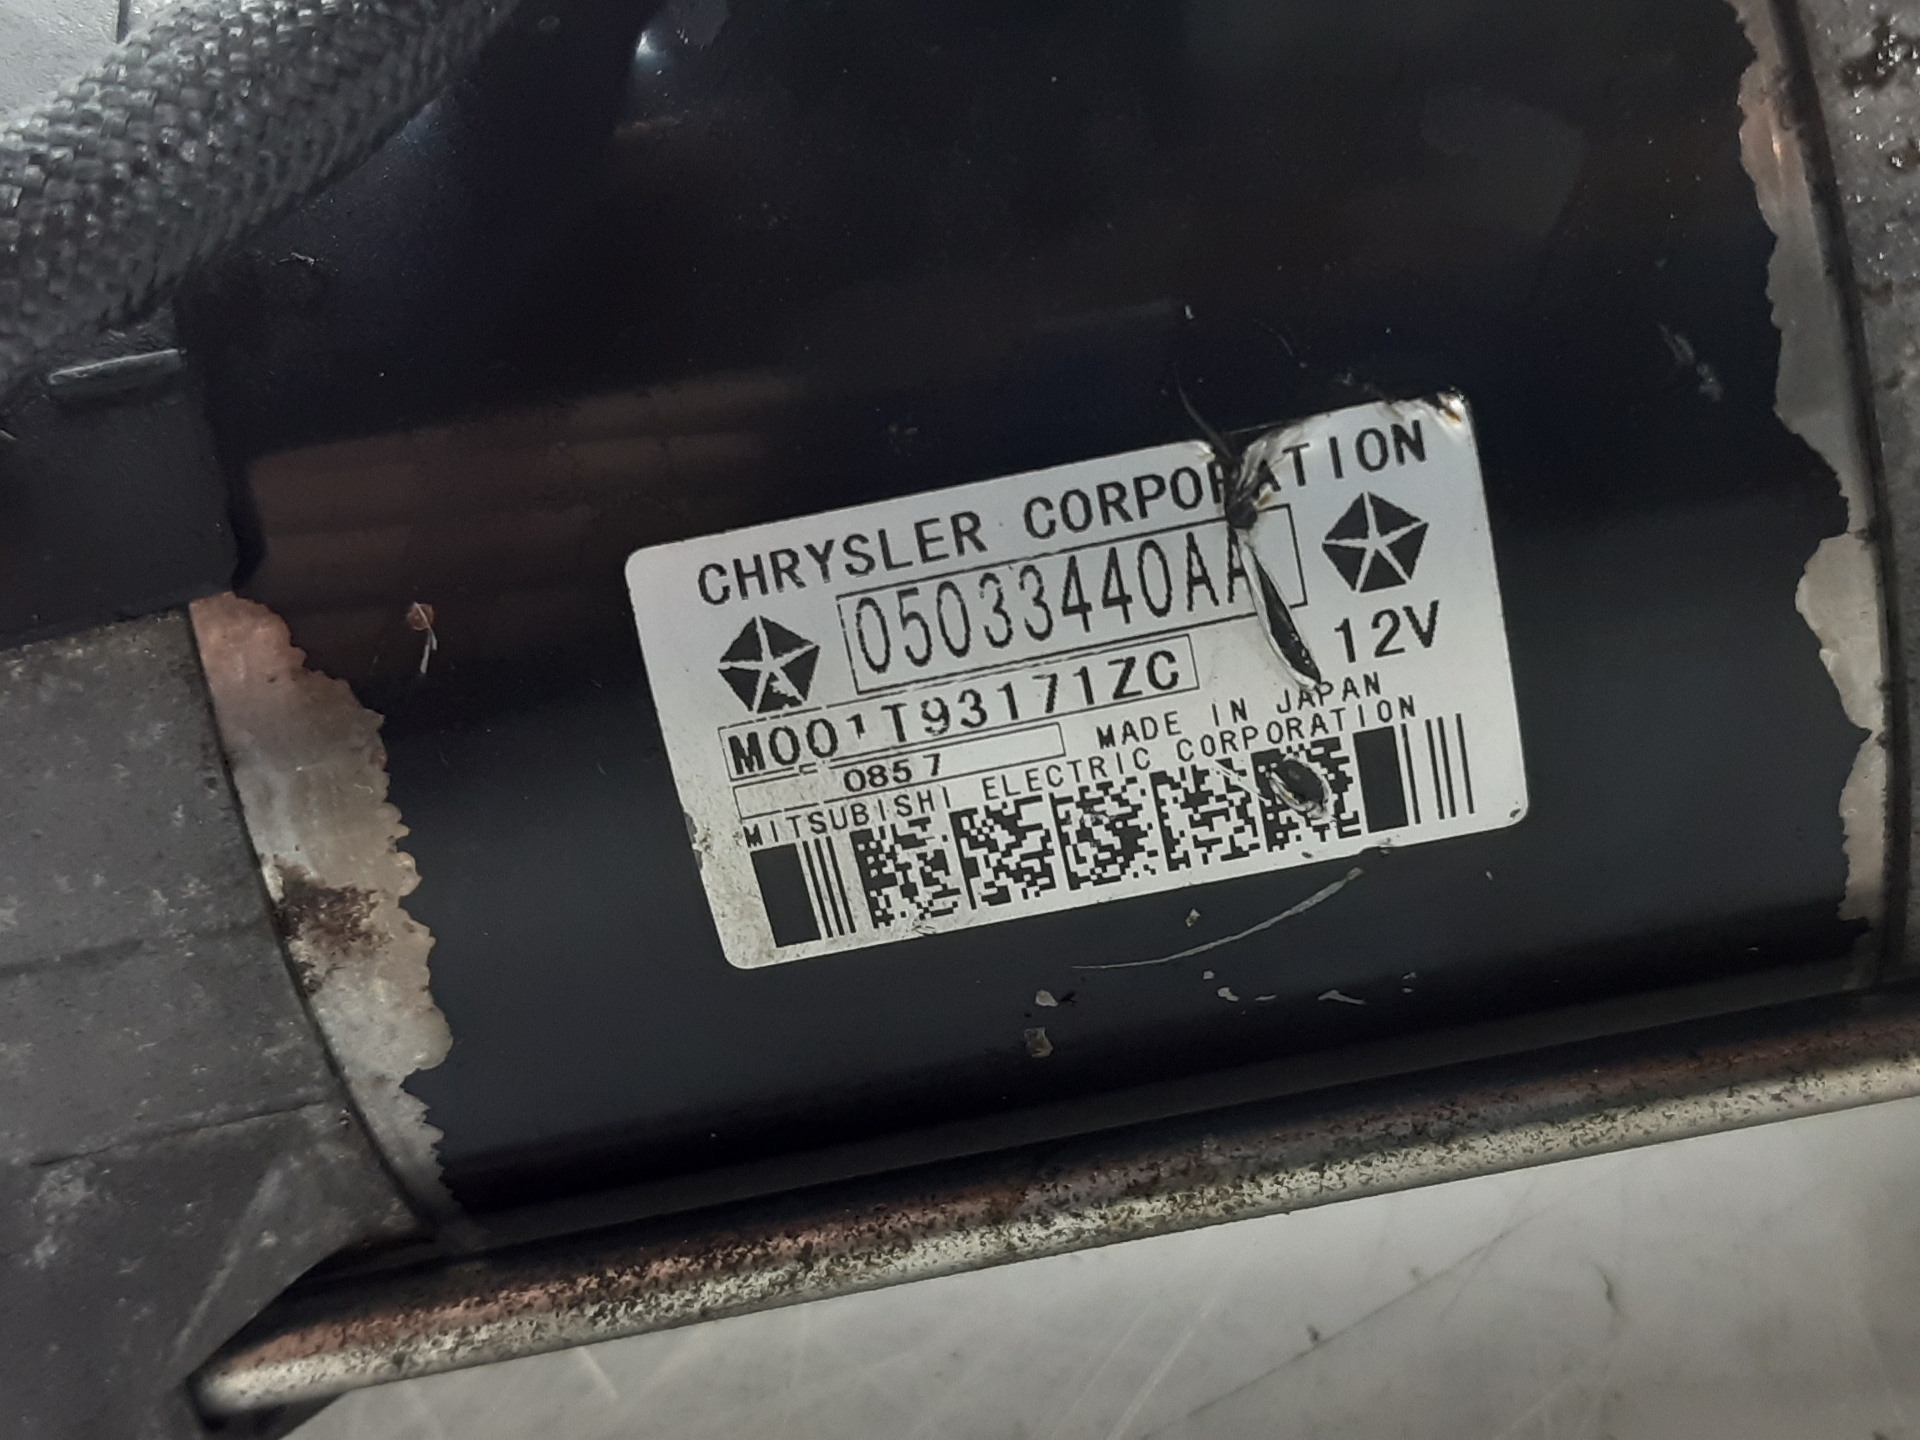 CHRYSLER CORPORATION
05033440AA
12V
M001T93171ZC
MADE IN JAPAN
0857
MITSUBISHI ELECTRIC CORPORATION